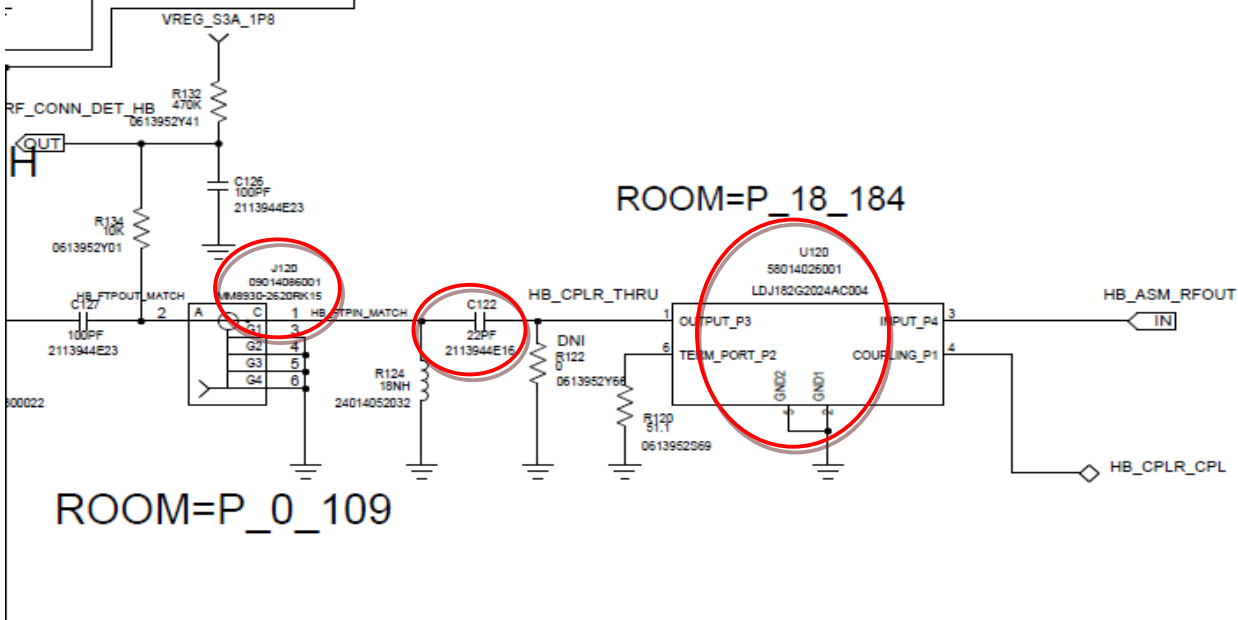 VREG_S3A_1P8
R132
470K
0613952Y41
RF_CONN_DET_HB
OUT
H
C126
100PF
2113944E23
R134
10K
0613952Y01
ROOM=P_18_184
J120
09014086001
MM8930-2620RK15
HB_FTPOUT_MATCH
C127
100PF
2113944E23
2
A
C
1
G1
3
G2
4
G3
5
G4
6
HB_FTPIN_MATCH
C122
22PF
2113944E16
R124
18NH
24014052032
HB_CPLR_THRU
DNI
R122
0
0613952Y66
R120
51.1
0613952S69
U120
58014026001
LDJ182G2024AC004
1
OUTPUT_P3
INPUT_P4
3
6
TERM_PORT_P2
COUPLING_P1
4
GND2
GND1
5
2
HB_ASM_RFOUT
IN
HB_CPLR_CPL
300022
ROOM=P_0_109